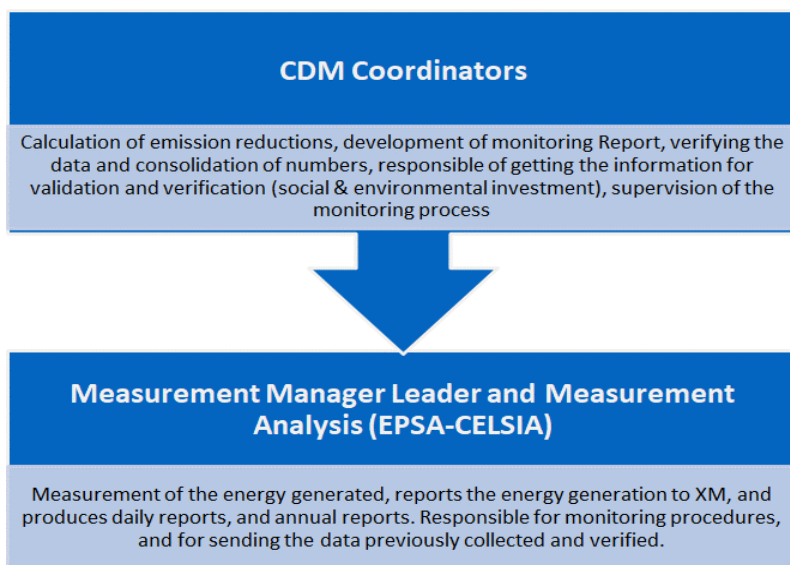 CDM Coordinators
Calculation of emission reductions, development of monitoring Report, verifying the
data and consolidation of numbers, responsible of getting the information for
validation and verification (social & environmental investment), supervision of the
monitoring process
Measurement Manager Leader and Measurement
Analysis (EPSA-CELSIA)
Measurement of the energy generated, reports the energy generation to XM, and
produces daily reports, and annual reports. Responsible for monitoring procedures,
and for sending the data previously collected and verified.